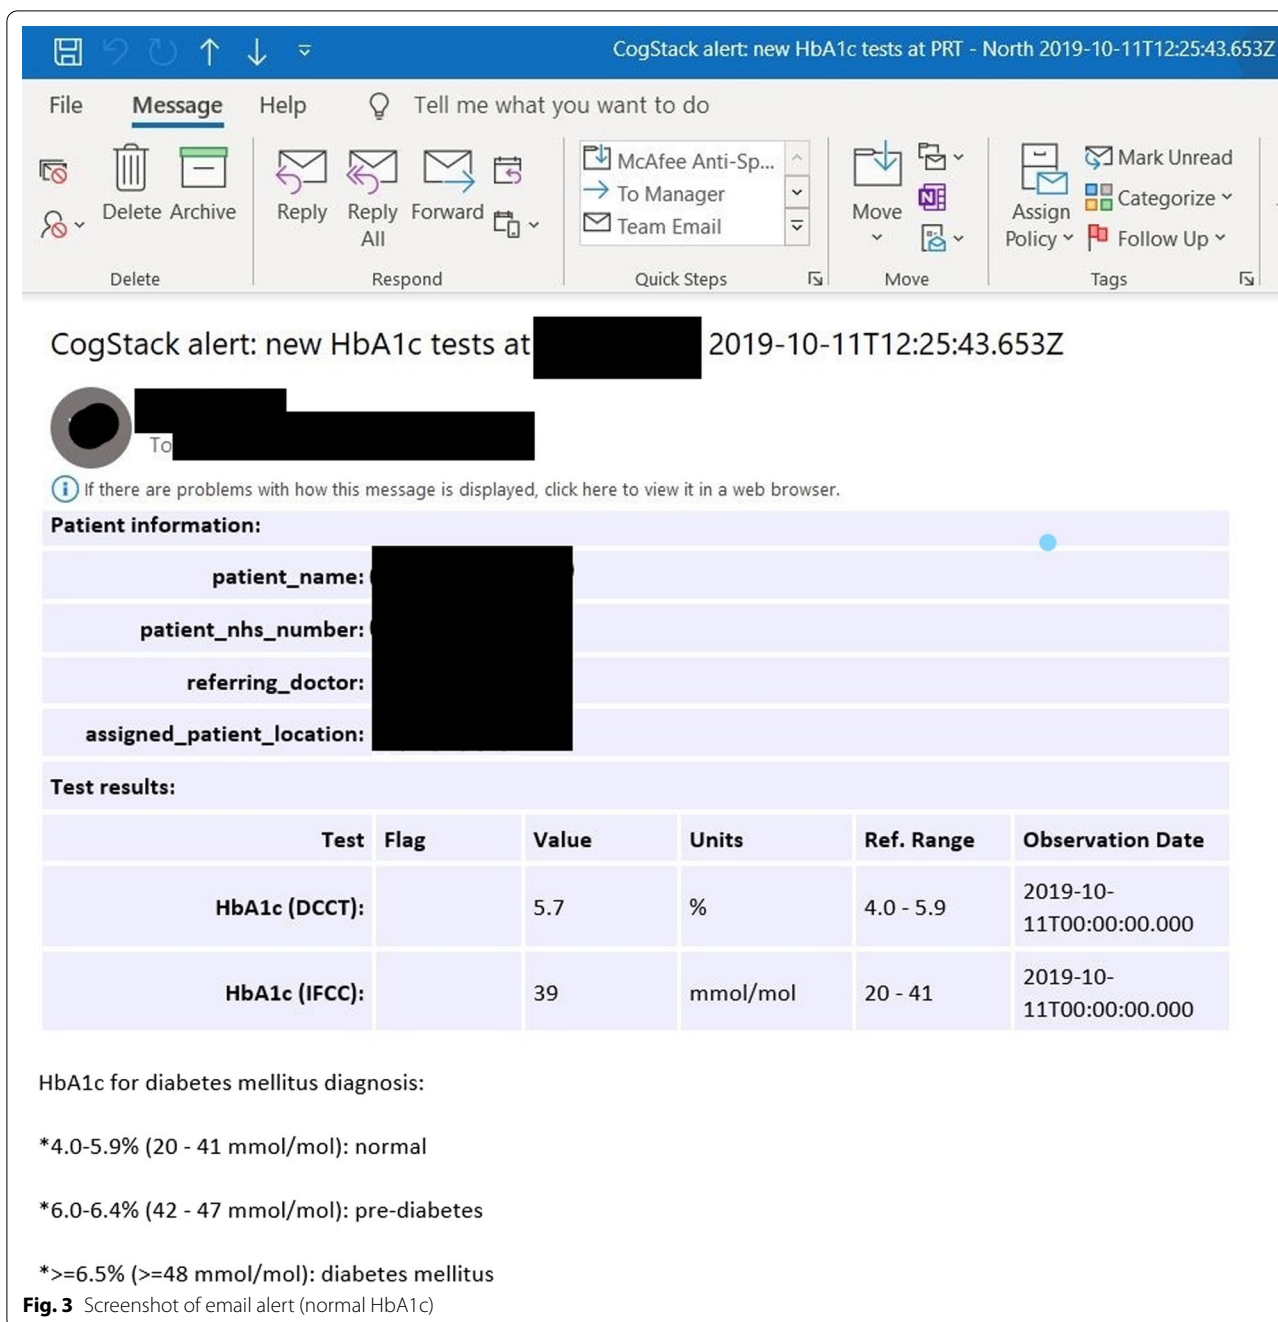 CogStack alert: new HbA1c tests at PRT - North 2019-10-11T12:25:43.653Z
File Message Help Tell me what you want to do
Delete Archive Reply Reply All Forward McAfee Anti-Sp... To Manager Team Email Move Assign Policy Mark Unread Categorize Follow Up
Delete Respond Quick Steps Move Tags
CogStack alert: new HbA1c tests at 2019-10-11T12:25:43.653Z
To
If there are problems with how this message is displayed, click here to view it in a web browser.
Patient information:
patient_name:
patient_nhs_number:
referring_doctor:
assigned_patient_location:
Test results:
Test Flag Value Units Ref. Range Observation Date
HbA1c (DCCT): 5.7 % 4.0 - 5.9 2019-10-
11T00:00:00.000
HbA1c (IFCC): 39 mmol/mol 20 - 41 2019-10-
11T00:00:00.000
HbA1c for diabetes mellitus diagnosis:
*4.0-5.9% (20 - 41 mmol/mol): normal
*6.0-6.4% (42 - 47 mmol/mol): pre-diabetes
*>=6.5% (>=48 mmol/mol): diabetes mellitus
Fig. 3 Screenshot of email alert (normal HbA1c)